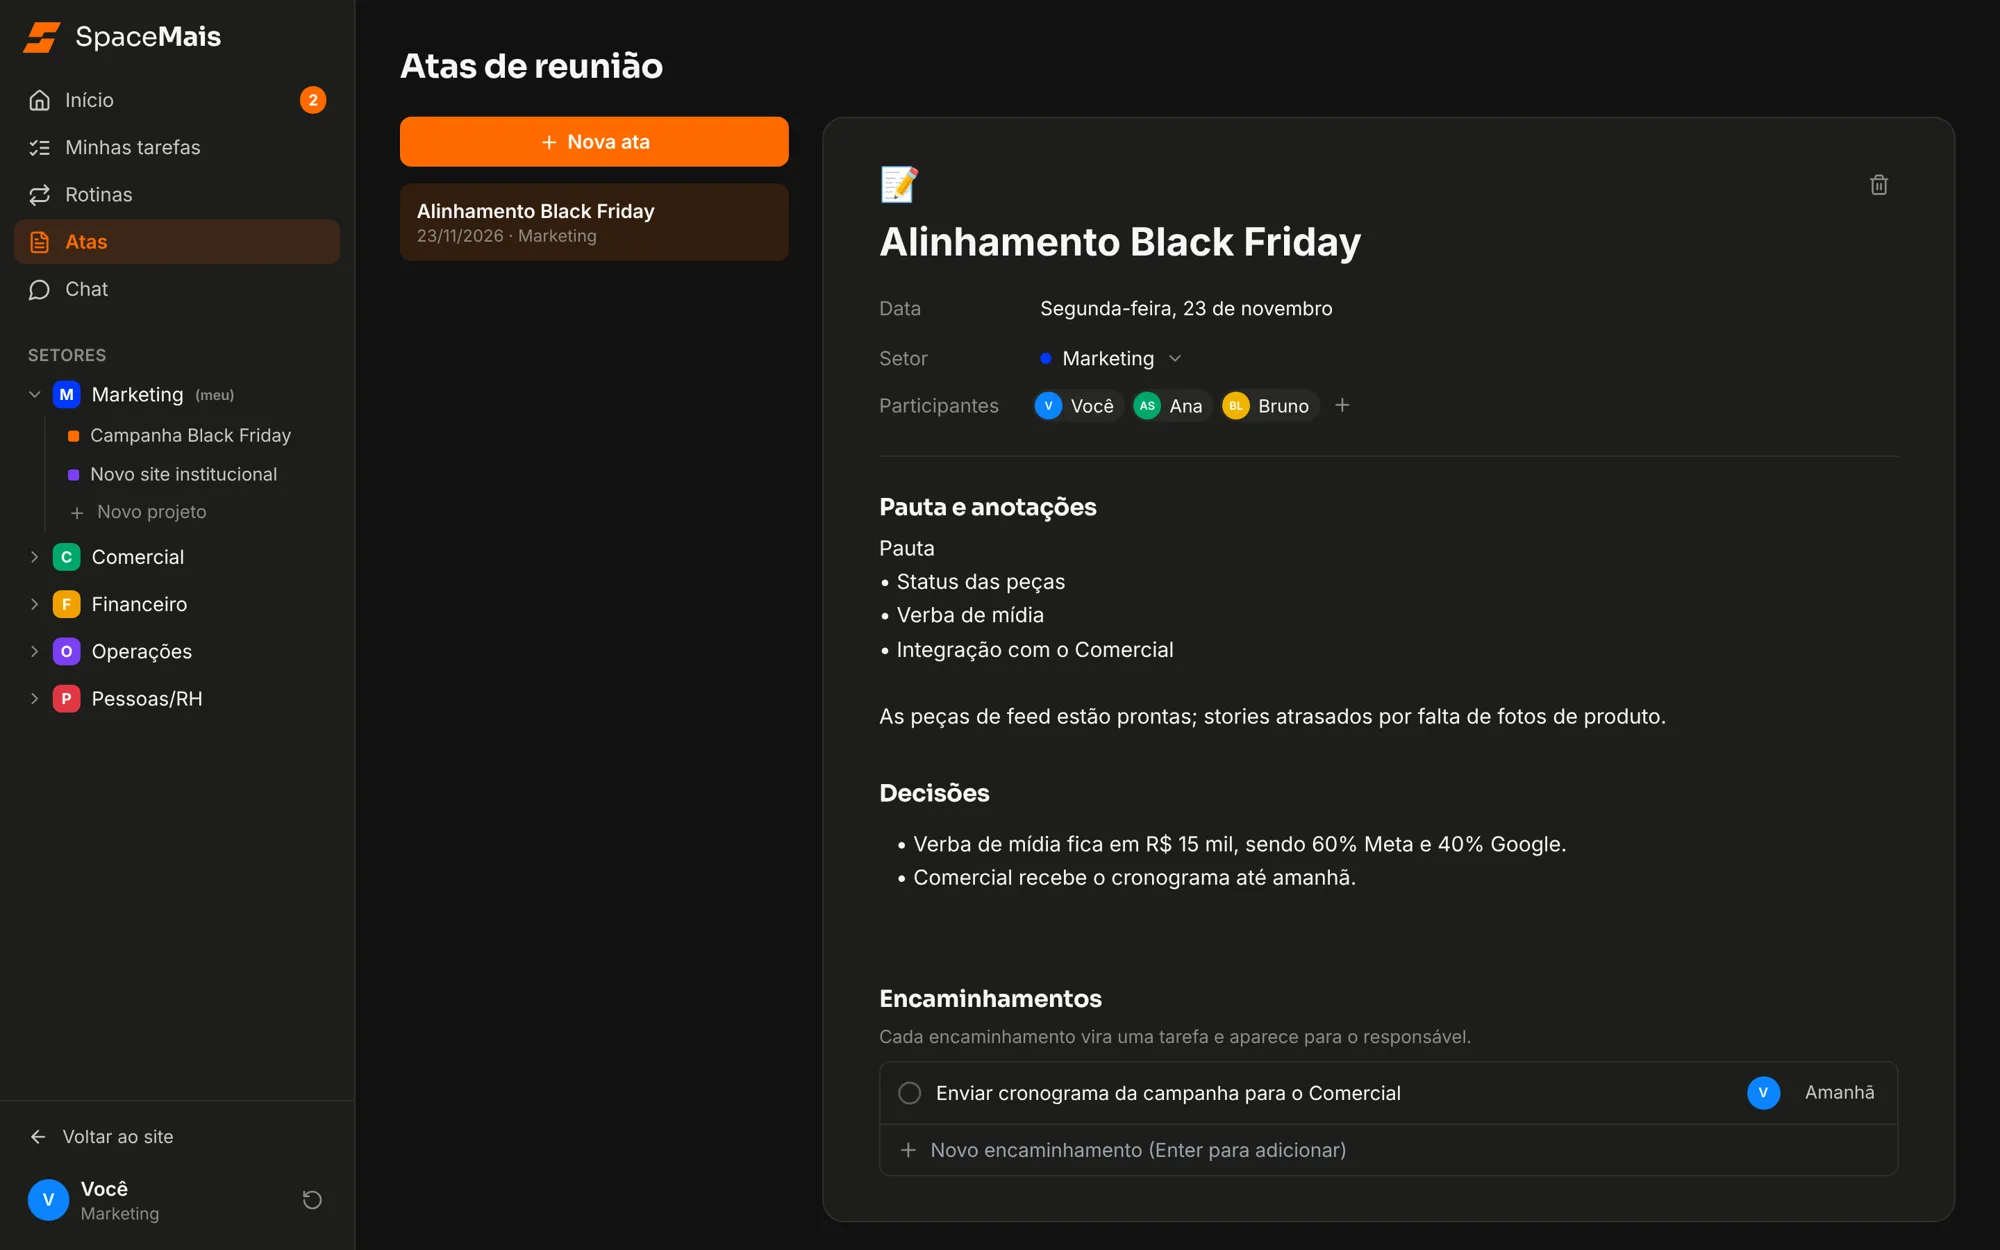 SpaceMais
Início
2
Minhas tarefas
Rotinas
Atas
Chat
SETORES
M Marketing (meu)
Campanha Black Friday
Novo site institucional
+ Novo projeto
C Comercial
F Financeiro
O Operações
P Pessoas/RH
Voltar ao site
V
Você
Marketing
Atas de reunião
+ Nova ata
Alinhamento Black Friday
23/11/2026 · Marketing
Alinhamento Black Friday
Data Segunda-feira, 23 de novembro
Setor Marketing
Participantes V Você AS Ana BL Bruno +
Pauta e anotações
Pauta
• Status das peças
• Verba de mídia
• Integração com o Comercial
As peças de feed estão prontas; stories atrasados por falta de fotos de produto.
Decisões
• Verba de mídia fica em R$ 15 mil, sendo 60% Meta e 40% Google.
• Comercial recebe o cronograma até amanhã.
Encaminhamentos
Cada encaminhamento vira uma tarefa e aparece para o responsável.
Enviar cronograma da campanha para o Comercial V Amanhã
+ Novo encaminhamento (Enter para adicionar)